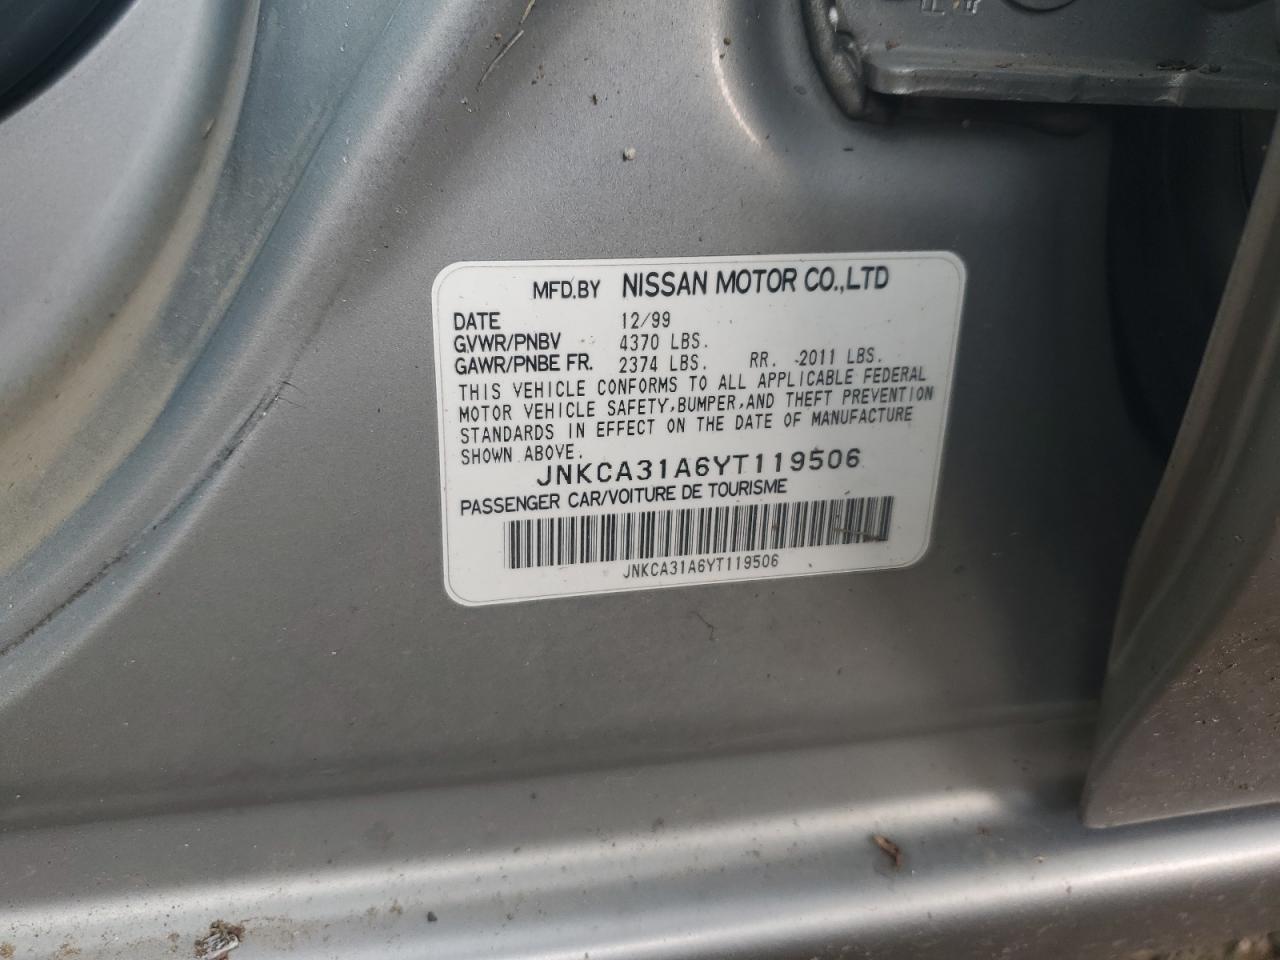 MFD.BY NISSAN MOTOR CO.,LTD
DATE 12/99
GVWR/PNBV 4370 LBS.
GAWR/PNBE FR. 2374 LBS. RR. 2011 LBS.
THIS VEHICLE CONFORMS TO ALL APPLICABLE FEDERAL
MOTOR VEHICLE SAFETY,BUMPER,AND THEFT PREVENTION
STANDARDS IN EFFECT ON THE DATE OF MANUFACTURE
SHOWN ABOVE.
JNKCA31A6YT119506
PASSENGER CAR/VOITURE DE TOURISME
JNKCA31A6YT119506